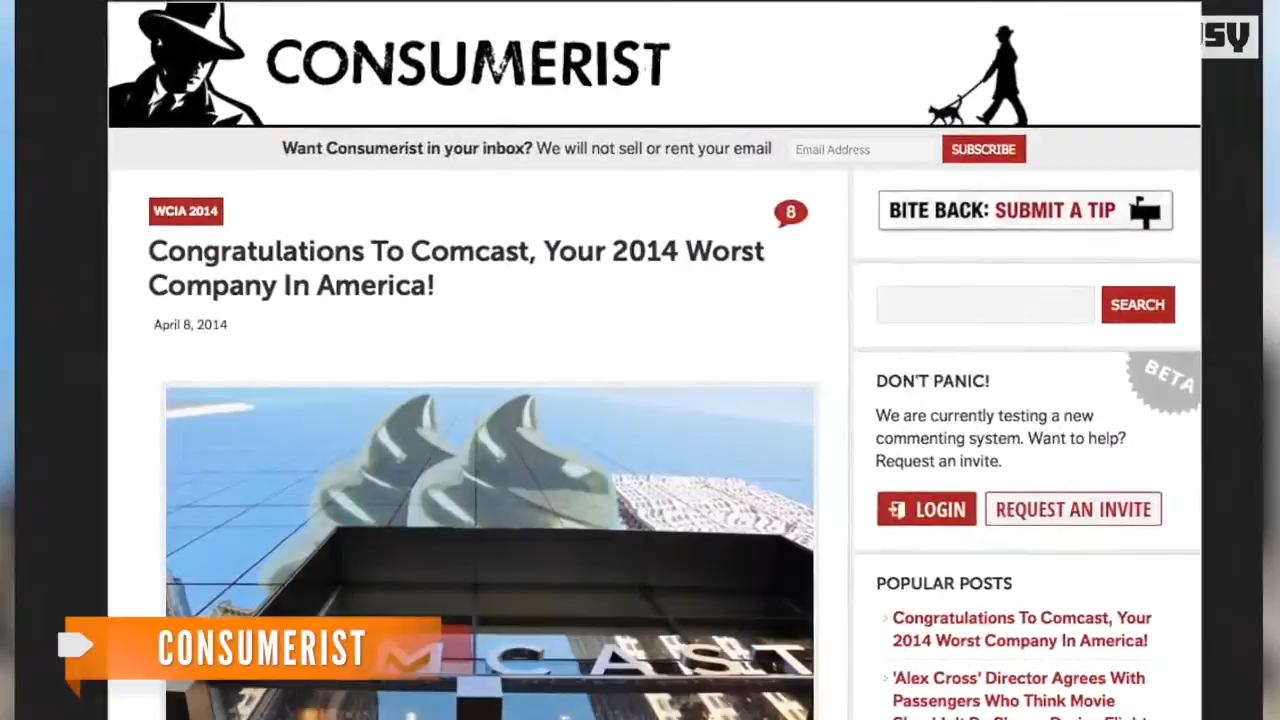 CONSUMERIST
Want Consumerist in your inbox? We will not sell or rent your email
Email Address
SUBSCRIBE
WCIA 2014
8
Congratulations To Comcast, Your 2014 Worst
Company In America!
April 8, 2014
BITE BACK: SUBMIT A TIP
SEARCH
BETA
DON'T PANIC!
We are currently testing a new
commenting system. Want to help?
Request an invite.
LOGIN
REQUEST AN INVITE
POPULAR POSTS
Congratulations To Comcast, Your
2014 Worst Company In America!
'Alex Cross' Director Agrees With
Passengers Who Think Movie
MCAST
CONSUMERIST